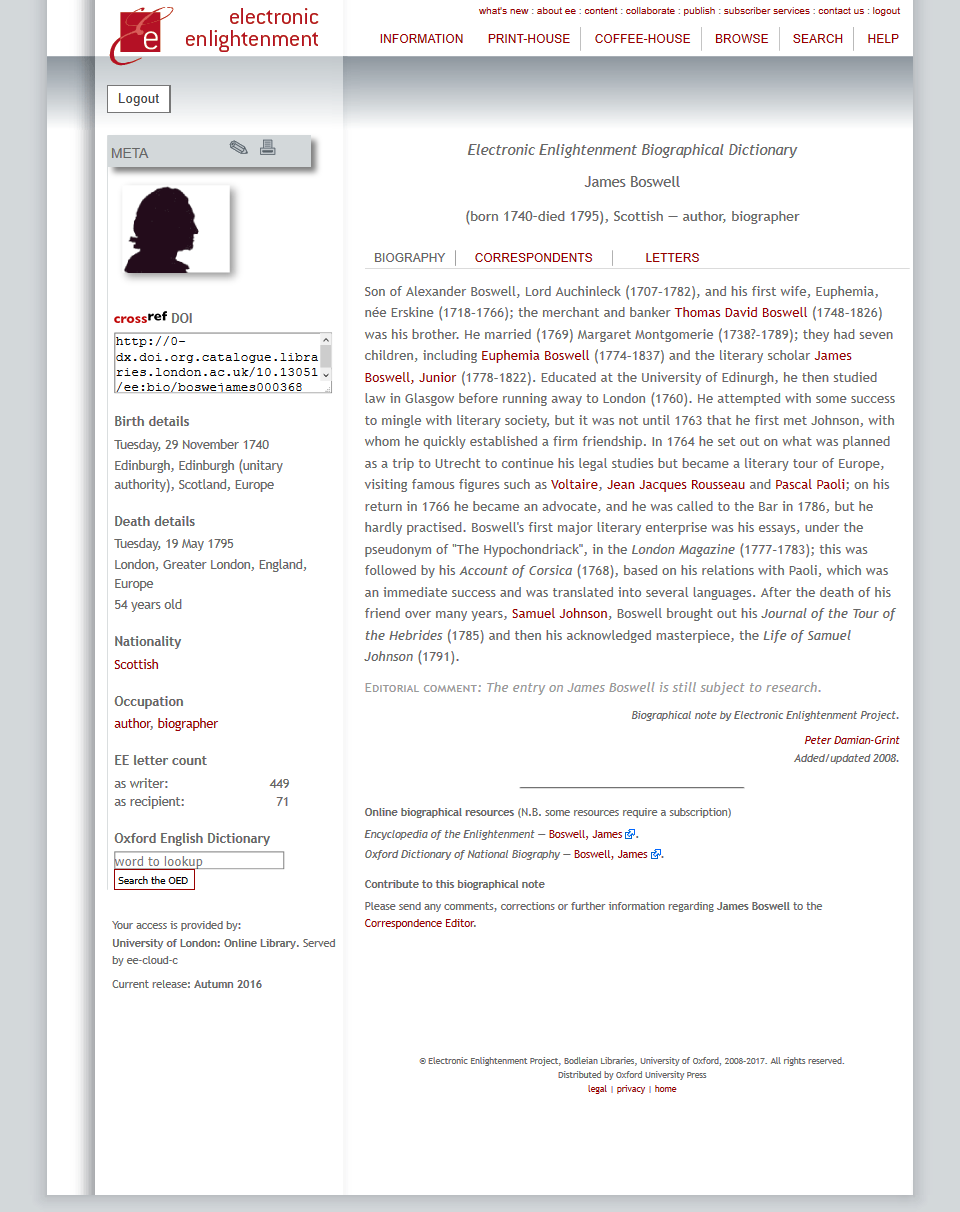 electronic
enlightenment
e
what's new : about ee : content : collaborate : publish : subscriber services : contact us : logout
INFORMATION PRINT-HOUSE COFFEE-HOUSE BROWSE SEARCH HELP
Logout
META
crossref DOI
http://0-
dx.doi.org.catalogue.libra
ries.london.ac.uk/10.13051
/ee:bio/boswejames000368
Birth details
Tuesday, 29 November 1740
Edinburgh, Edinburgh (unitary
authority), Scotland, Europe
Death details
Tuesday, 19 May 1795
London, Greater London, England,
Europe
54 years old
Nationality
Scottish
Occupation
author, biographer
EE letter count
as writer: 449
as recipient: 71
Oxford English Dictionary
word to lookup
Search the OED
Your access is provided by:
University of London: Online Library. Served
by ee-cloud-c
Current release: Autumn 2016
Electronic Enlightenment Biographical Dictionary
James Boswell
(born 1740–died 1795), Scottish — author, biographer
BIOGRAPHY CORRESPONDENTS LETTERS
Son of Alexander Boswell, Lord Auchinleck (1707–1782), and his first wife, Euphemia,
née Erskine (1718–1766); the merchant and banker Thomas David Boswell (1748–1826)
was his brother. He married (1769) Margaret Montgomerie (1738?–1789); they had seven
children, including Euphemia Boswell (1774–1837) and the literary scholar James
Boswell, Junior (1778–1822). Educated at the University of Edinurgh, he then studied
law in Glasgow before running away to London (1760). He attempted with some success
to mingle with literary society, but it was not until 1763 that he first met Johnson, with
whom he quickly established a firm friendship. In 1764 he set out on what was planned
as a trip to Utrecht to continue his legal studies but became a literary tour of Europe,
visiting famous figures such as Voltaire, Jean Jacques Rousseau and Pascal Paoli; on his
return in 1766 he became an advocate, and he was called to the Bar in 1786, but he
hardly practised. Boswell's first major literary enterprise was his essays, under the
pseudonym of "The Hypochondriack", in the London Magazine (1777–1783); this was
followed by his Account of Corsica (1768), based on his relations with Paoli, which was
an immediate success and was translated into several languages. After the death of his
friend over many years, Samuel Johnson, Boswell brought out his Journal of the Tour of
the Hebrides (1785) and then his acknowledged masterpiece, the Life of Samuel
Johnson (1791).
Editorial comment: The entry on James Boswell is still subject to research.
Biographical note by Electronic Enlightenment Project.
Peter Damian-Grint
Added/updated 2008.
Online biographical resources (N.B. some resources require a subscription)
Encyclopedia of the Enlightenment — Boswell, James.
Oxford Dictionary of National Biography — Boswell, James.
Contribute to this biographical note
Please send any comments, corrections or further information regarding James Boswell to the
Correspondence Editor.
© Electronic Enlightenment Project, Bodleian Libraries, University of Oxford, 2008-2017. All rights reserved.
Distributed by Oxford University Press
legal | privacy | home